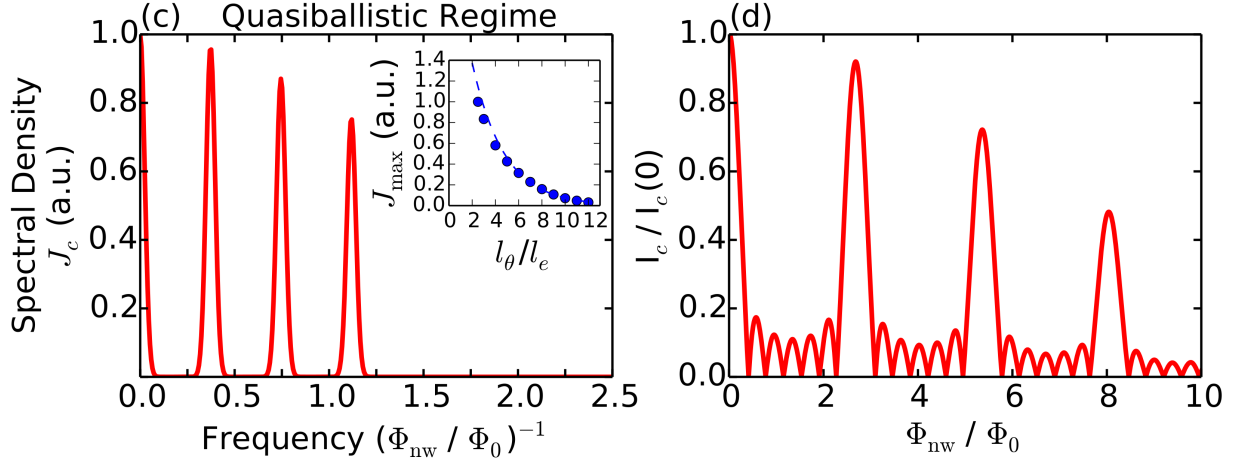 (c) Quasiballistic Regime
Spectral Density
J_c (a.u.)
1.0
0.8
0.6
0.4
0.2
0.0 0.5 1.0 1.5 2.0 2.5
Frequency (Φ_nw / Φ_0)^−1
J_max (a.u.)
1.4
1.2
1.0
0.8
0.6
0.4
0.2
0.0
0 2 4 6 8 10 12
l_θ/l_e
(d)
I_c / I_c(0)
1.0
0.8
0.6
0.4
0.2
0.0
0 2 4 6 8 10
Φ_nw / Φ_0